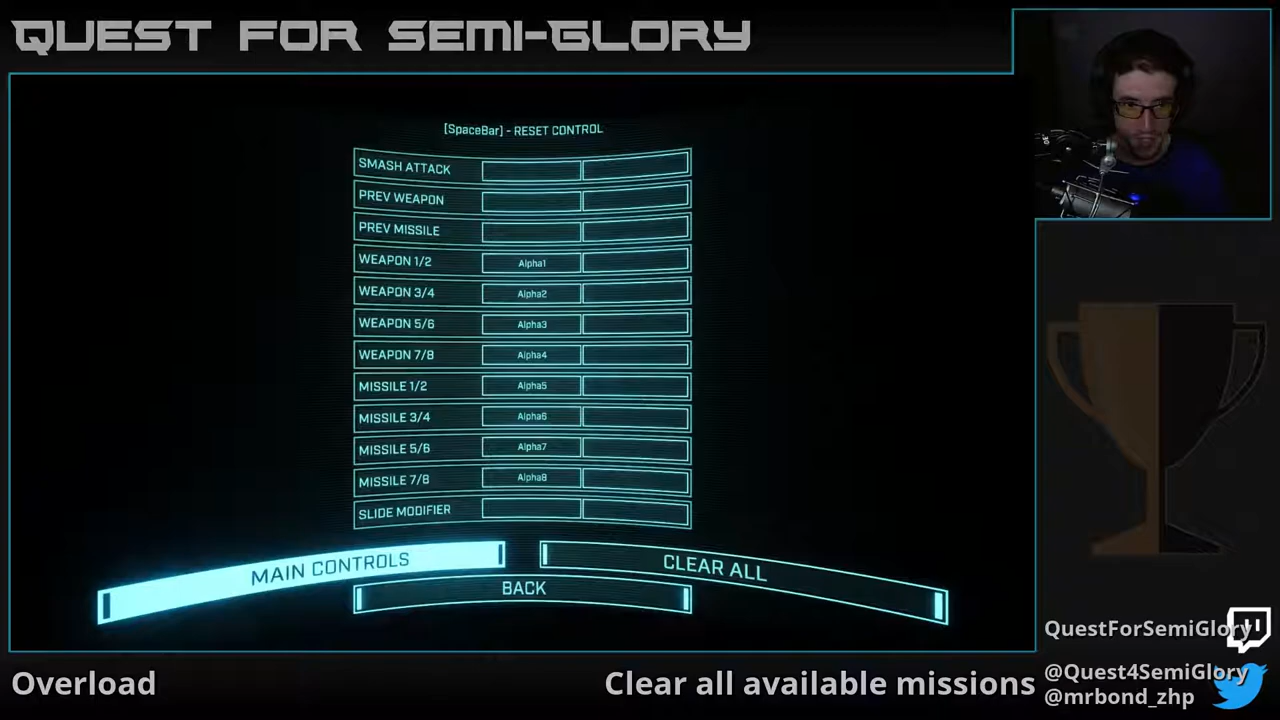 QUEST FOR SEMI-GLORY
[SpaceBar] - RESET CONTROL
SMASH ATTACK
PREV WEAPON
PREV MISSILE
WEAPON 1/2 Alpha1
WEAPON 3/4 Alpha2
WEAPON 5/6 Alpha3
WEAPON 7/8 Alpha4
MISSILE 1/2 Alpha5
MISSILE 3/4 Alpha6
MISSILE 5/6 Alpha7
MISSILE 7/8 Alpha8
SLIDE MODIFIER
MAIN CONTROLS
CLEAR ALL
BACK
QuestForSemiGlory
@Quest4SemiGlory
@mrbond_zhp
Overload
Clear all available missions